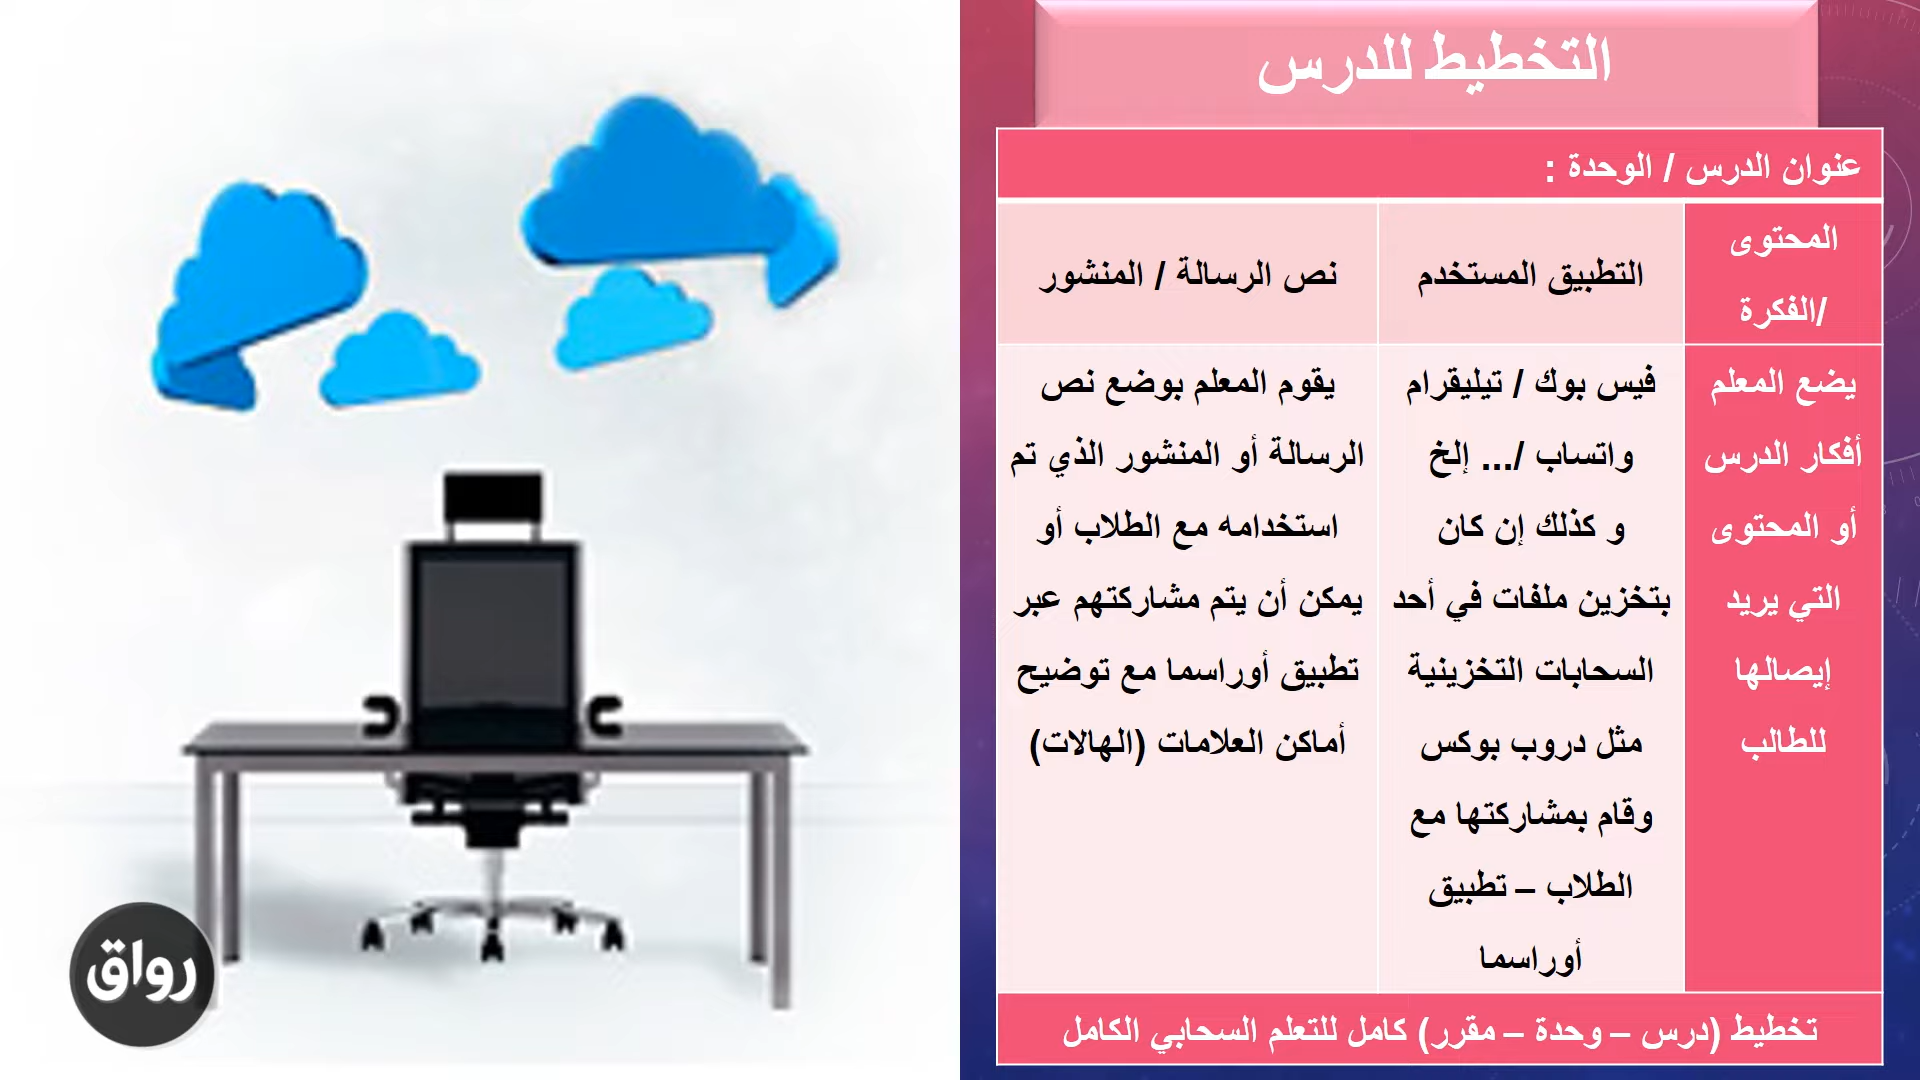 التخطيط للدرس
عنوان الدرس / الوحدة :
المحتوى
/الفكرة
التطبيق المستخدم
نص الرسالة / المنشور
يضع المعلم
أفكار الدرس
أو المحتوى
التي يريد
إيصالها
للطالب
فيس بوك / تيليقرام
واتساب /... إلخ
و كذلك إن كان
بتخزين ملفات في أحد
السحابات التخزينية
مثل دروب بوكس
وقام بمشاركتها مع
الطلاب – تطبيق
أوراسما
يقوم المعلم بوضع نص
الرسالة أو المنشور الذي تم
استخدامه مع الطلاب أو
يمكن أن يتم مشاركتهم عبر
تطبيق أوراسما مع توضيح
أماكن العلامات (الهالات)
تخطيط (درس – وحدة – مقرر) كامل للتعلم السحابي الكامل
رواق